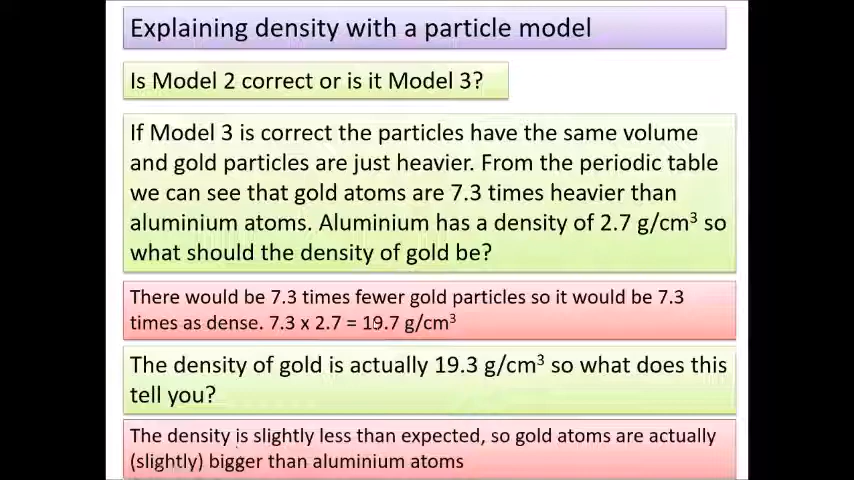 Explaining density with a particle model
Is Model 2 correct or is it Model 3?
If Model 3 is correct the particles have the same volume
and gold particles are just heavier. From the periodic table
we can see that gold atoms are 7.3 times heavier than
aluminium atoms. Aluminium has a density of 2.7 g/cm³ so
what should the density of gold be?
There would be 7.3 times fewer gold particles so it would be 7.3
times as dense. 7.3 x 2.7 = 19.7 g/cm³
The density of gold is actually 19.3 g/cm³ so what does this
tell you?
The density is slightly less than expected, so gold atoms are actually
(slightly) bigger than aluminium atoms